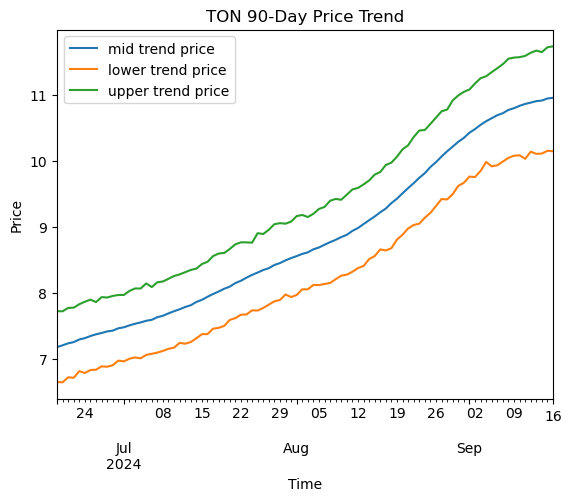 TON 90-Day Price Trend
mid trend price
lower trend price
upper trend price
11
10
9
8
7
Price
24 08 15 22 29 05 12 19 26 02 09 16
Jul Aug Sep
2024
Time